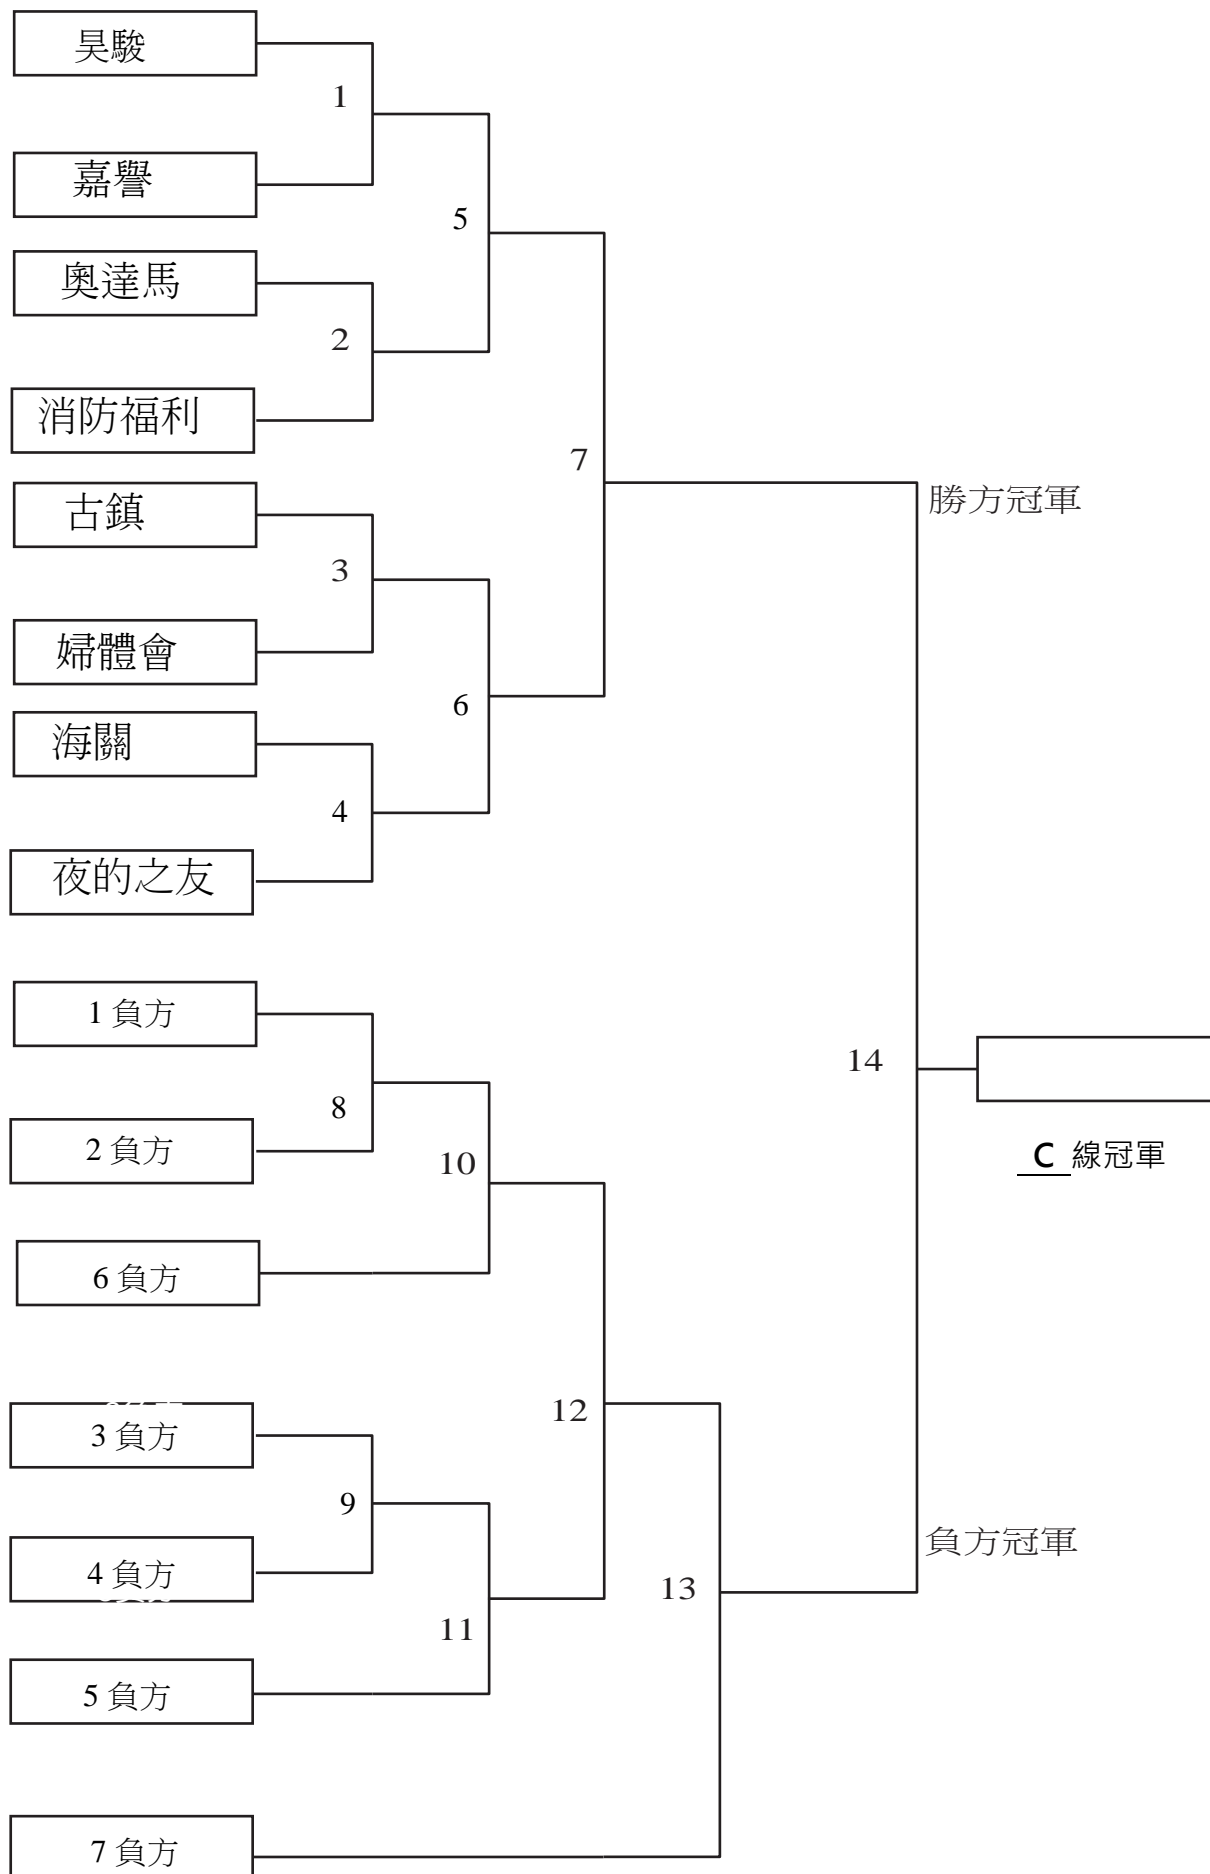 昊駿
1
嘉譽
5
奧達馬
2
消防福利
7
古鎮
勝方冠軍
3
婦體會
6
海關
4
夜的之友
1 負方
14
8
2 負方
10
C 線冠軍
6 負方
12
3 負方
9
負方冠軍
4 負方
13
11
5 負方
7 負方